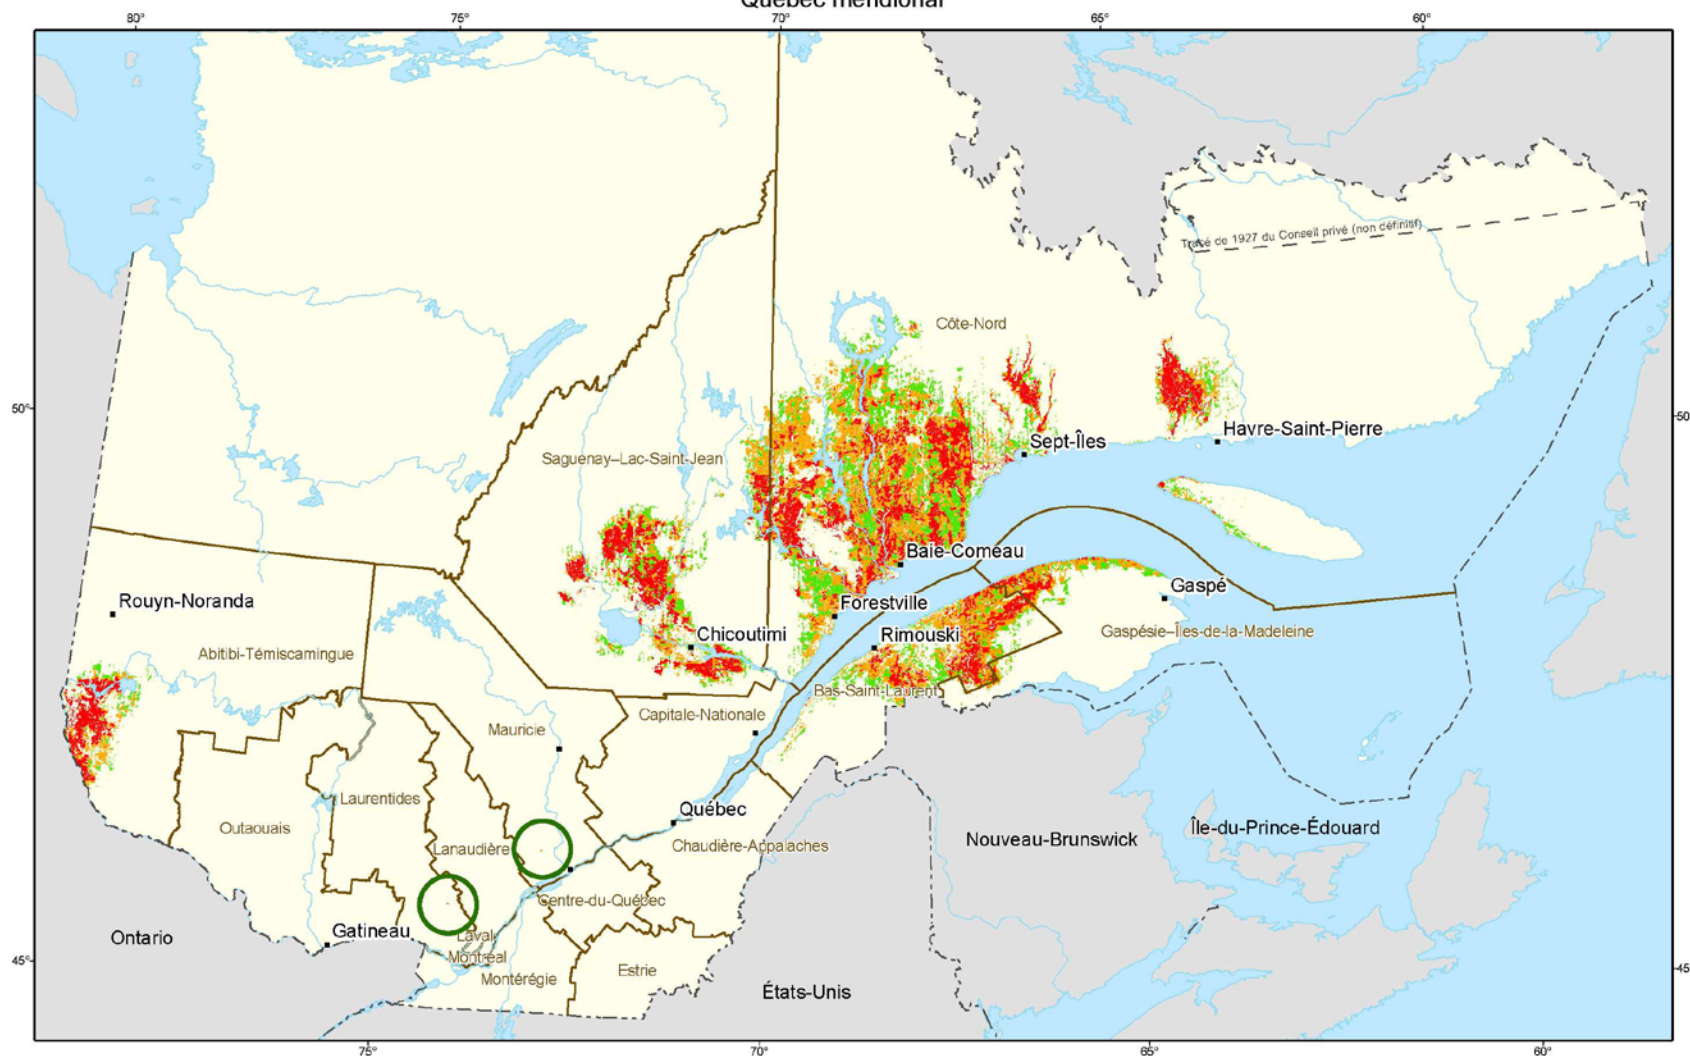 Québec méridional
80° 75° 70° 65° 60°
Tracé de 1927 du Conseil privé (non définitif)
Côte-Nord
50° 50
Sept-Îles
Havre-Saint-Pierre
Saguenay–Lac-Saint-Jean
Baie-Comeau
Gaspé
Rouyn-Noranda
Forestville
Chicoutimi
Rimouski
Gaspésie–Îles-de-la-Madeleine
Abitibi-Témiscamingue
Bas-Saint-Laurent
Capitale-Nationale
Mauricie
Laurentides
Québec
Outaouais
Île-du-Prince-Édouard
Nouveau-Brunswick
Lanaudière
Chaudière-Appalaches
Centre-du-Québec
Gatineau
Ontario
Laval
Montréal
45° 45
Estrie
Montérégie
États-Unis
75° 70° 65° 60°